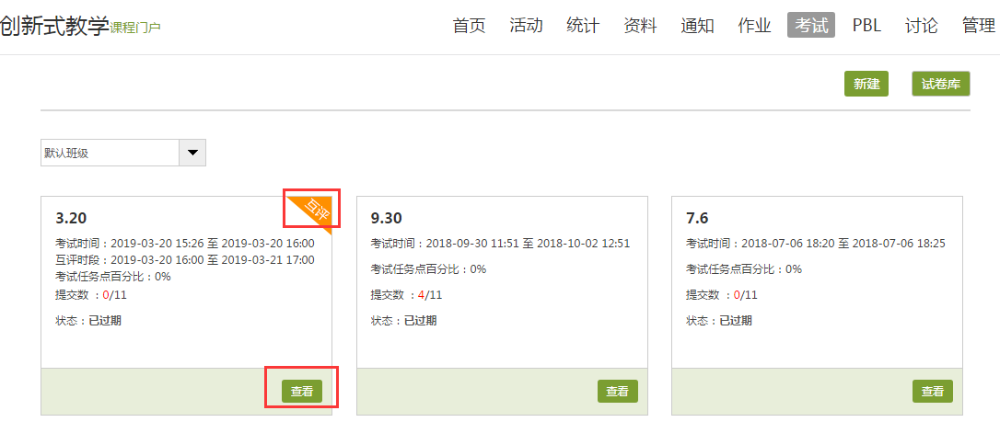 创新式教学课程门户
首页 活动 统计 资料 通知 作业 考试 PBL 讨论 管理
新建 试卷库
默认班级
3.20
互评
考试时间：2019-03-20 15:26 至 2019-03-20 16:00
互评时段：2019-03-20 16:00 至 2019-03-21 17:00
考试任务点百分比：0%
提交数 ：0/11
状态：已过期
查看
9.30
考试时间：2018-09-30 11:51 至 2018-10-02 12:51
考试任务点百分比：0%
提交数 ：4/11
状态：已过期
查看
7.6
考试时间：2018-07-06 18:20 至 2018-07-06 18:25
考试任务点百分比：0%
提交数 ：0/11
状态：已过期
查看